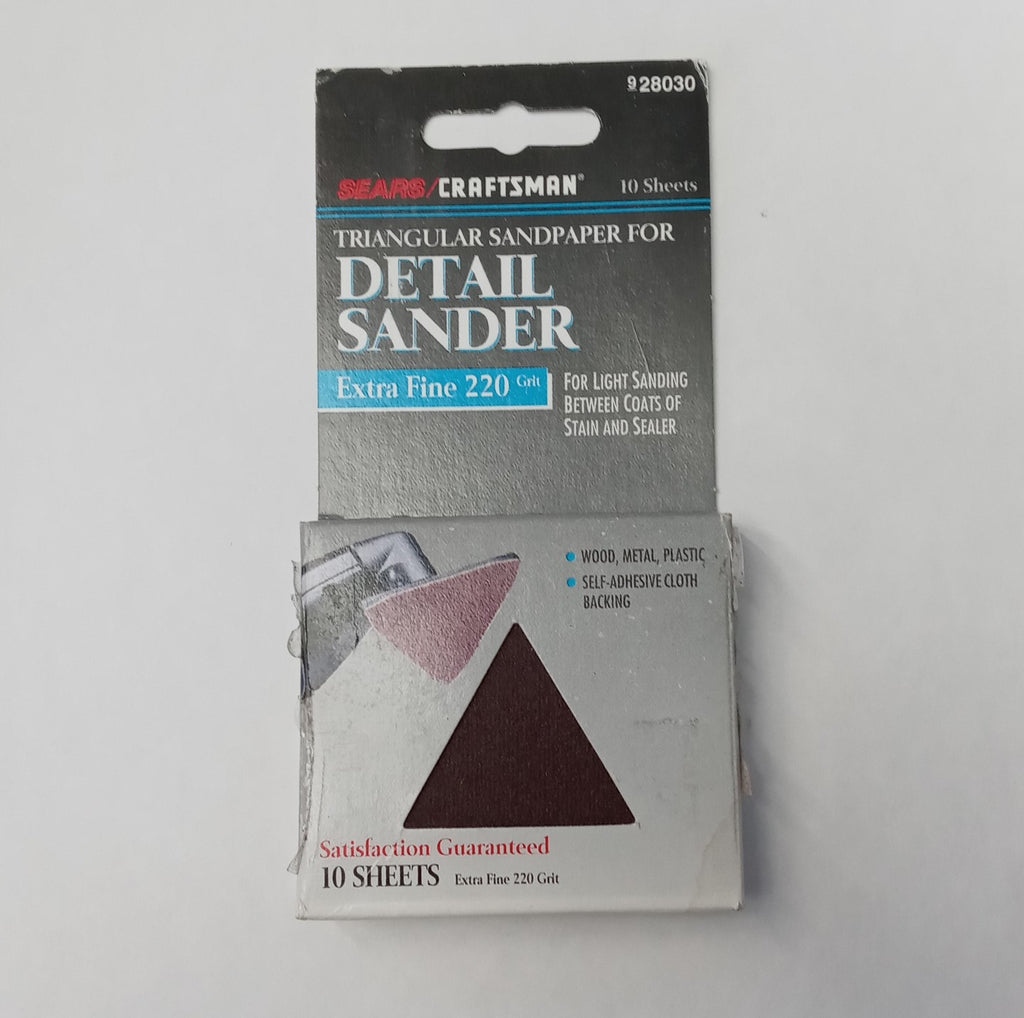 9 28030
SEARS/CRAFTSMAN® 10 Sheets
TRIANGULAR SANDPAPER FOR
DETAIL
SANDER
Extra Fine 220 Grit
FOR LIGHT SANDING
BETWEEN COATS OF
STAIN AND SEALER
• WOOD, METAL, PLASTIC
• SELF-ADHESIVE CLOTH
BACKING
Satisfaction Guaranteed
10 SHEETS Extra Fine 220 Grit